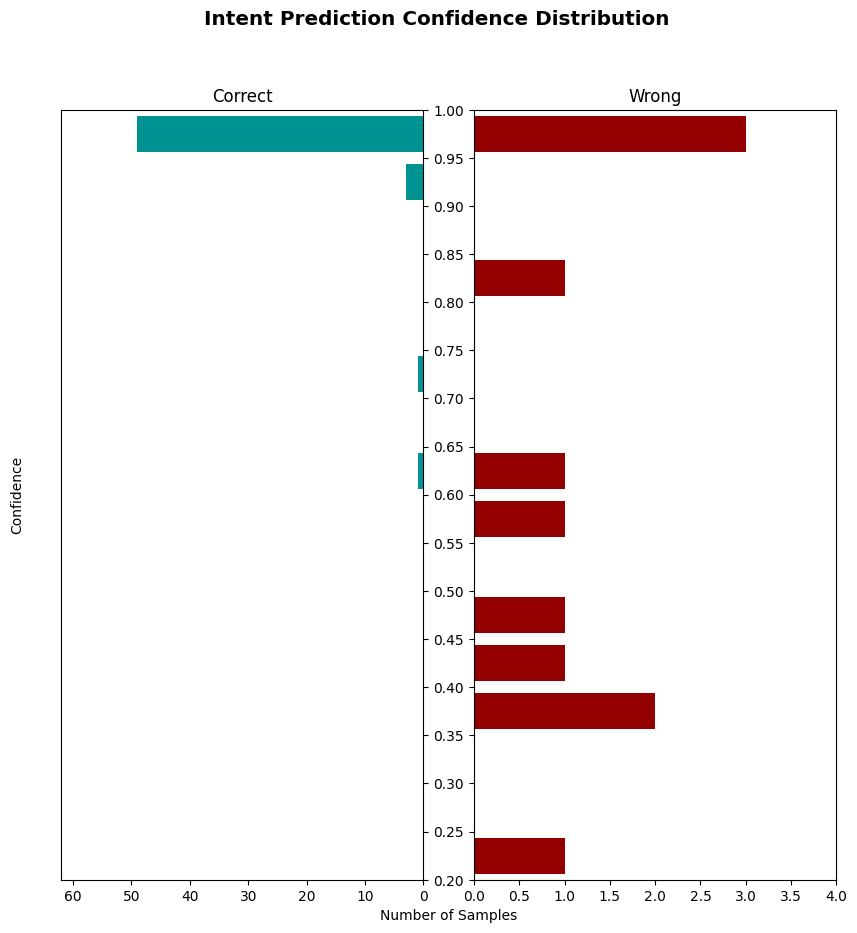 Intent Prediction Confidence Distribution
Correct
Wrong
1.00
0.95
0.90
0.85
0.80
0.75
0.70
0.65
0.60
0.55
0.50
0.45
0.40
0.35
0.30
0.25
0.20
Confidence
60 50 40 30 20 10 0
0.0 0.5 1.0 1.5 2.0 2.5 3.0 3.5 4.0
Number of Samples